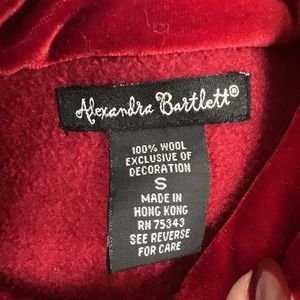 Alexandra Bartlett®
100% WOOL
EXCLUSIVE OF
DECORATION
S
MADE IN
HONG KONG
RN 75343
SEE REVERSE
FOR CARE